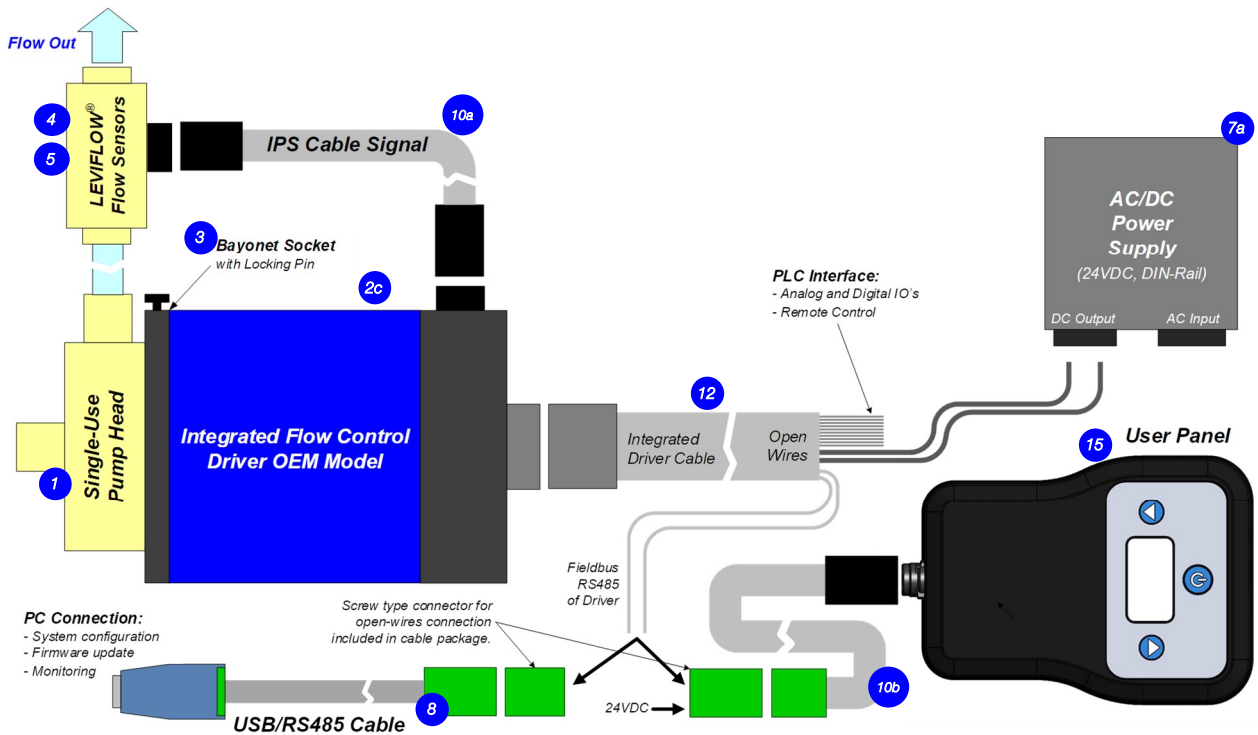 Flow Out
4
5
LEVIFLOW®
Flow Sensors
10a
IPS Cable Signal
7a
AC/DC
Power
Supply
(24VDC, DIN-Rail)
DC Output
AC Input
3
Bayonet Socket
with Locking Pin
2c
PLC Interface:
- Analog and Digital IO's
- Remote Control
1
Single-Use
Pump Head
Integrated Flow Control
Driver OEM Model
12
Integrated
Driver Cable
Open
Wires
15
User Panel
Fieldbus
RS485
of Driver
PC Connection:
- System configuration
- Firmware update
- Monitoring
Screw type connector for
open-wires connection
included in cable package.
8
USB/RS485 Cable
24VDC
10b